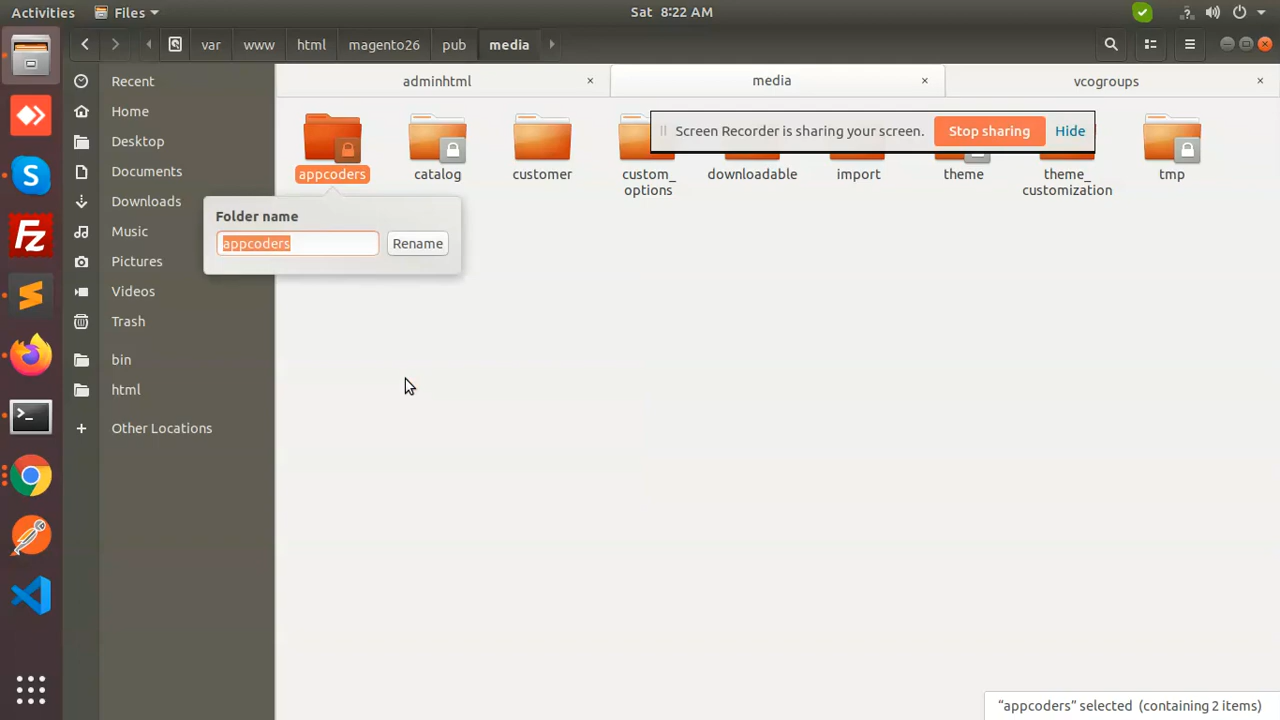 Activities
Files
Sat 8:22 AM
var
www
html
magento26
pub
media
adminhtml
media
vcogroups
Recent
Home
Desktop
Documents
Downloads
Music
Pictures
Videos
Trash
bin
html
Other Locations
Screen Recorder is sharing your screen.
Stop sharing
Hide
appcoders
catalog
customer
custom_
options
downloadable
import
theme
theme_
customization
tmp
Folder name
appcoders
Rename
“appcoders” selected (containing 2 items)